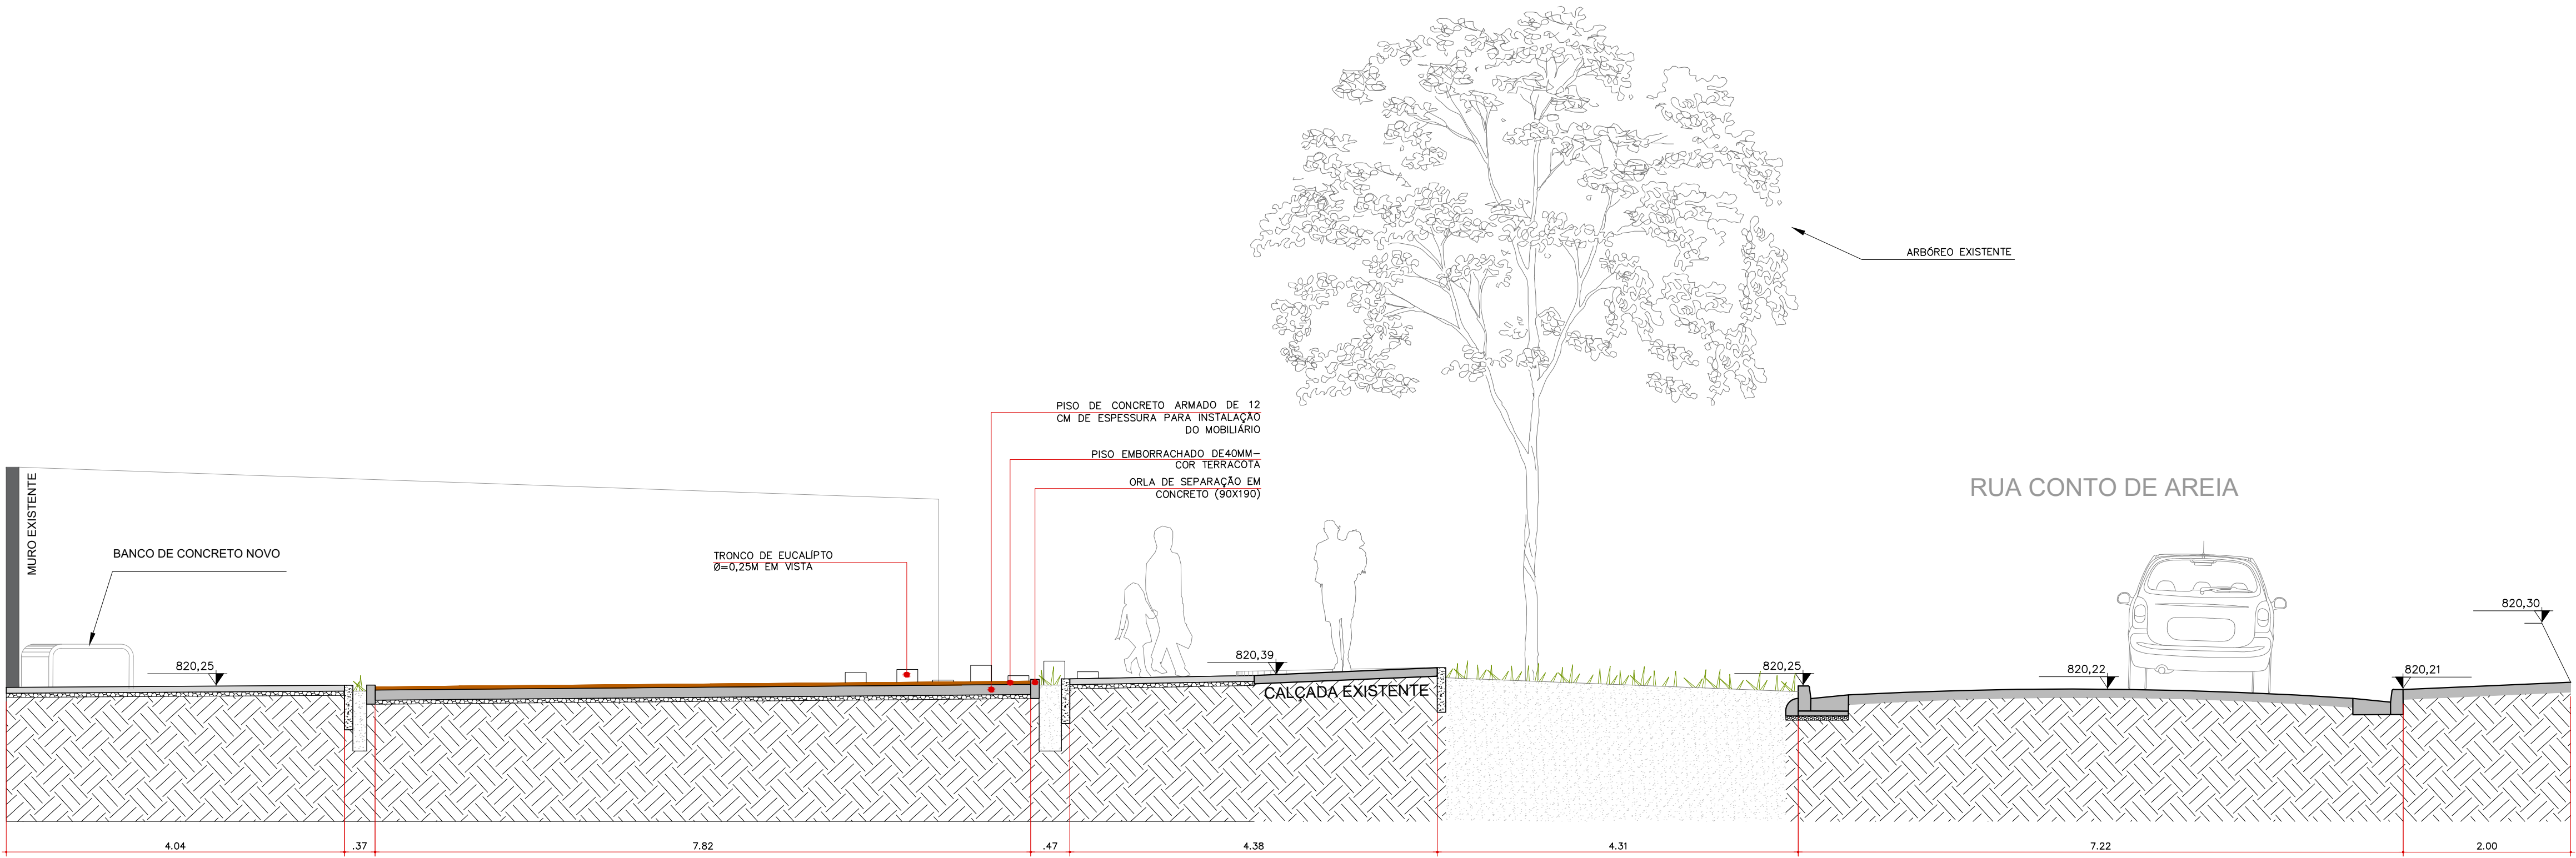 ARBÓREO EXISTENTE
PISO DE CONCRETO ARMADO DE 12
CM DE ESPESSURA PARA INSTALAÇÃO
DO MOBILIÁRIO
PISO EMBORRACHADO DE40MM–
COR TERRACOTA
ORLA DE SEPARAÇÃO EM
CONCRETO (90X190)
RUA CONTO DE AREIA
MURO EXISTENTE
BANCO DE CONCRETO NOVO
TRONCO DE EUCALÍPTO
Ø=0,25M EM VISTA
820,25
820,39
820,25
820,22
820,21
820,30
CALÇADA EXISTENTE
4.04
.37
7.82
.47
4.38
4.31
7.22
2.00